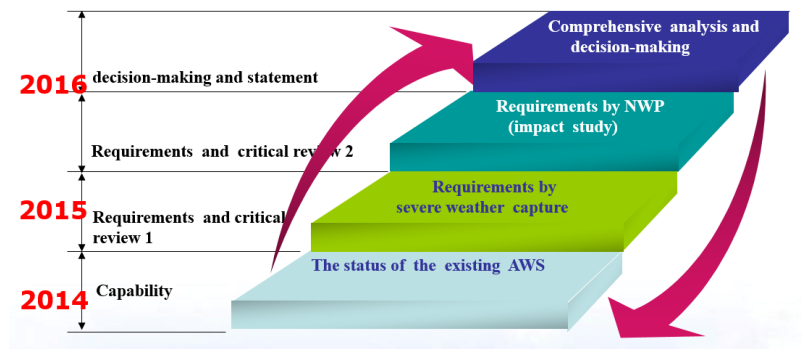 Comprehensive analysis and
decision-making
2016
decision-making and statement
Requirements by NWP
(impact study)
Requirements and critical review 2
2015
Requirements by
severe weather capture
Requirements and critical
review 1
The status of the existing AWS
2014
Capability